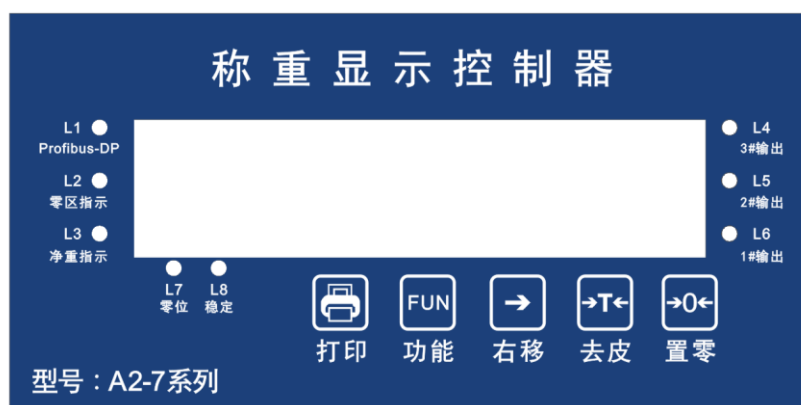 称重显示控制器
L1
Profibus-DP
L2
零区指示
L3
净重指示
L4
3#输出
L5
2#输出
L6
1#输出
L7
零位
L8
稳定
FUN
→T←
→0←
打印
功能
右移
去皮
置零
型号：A2-7系列